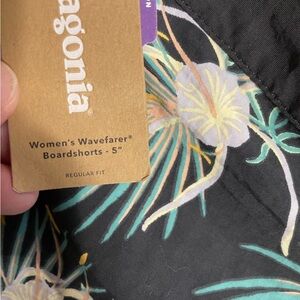 agonia
Women's Wavefarer®
Boardshorts - 5"
REGULAR FIT